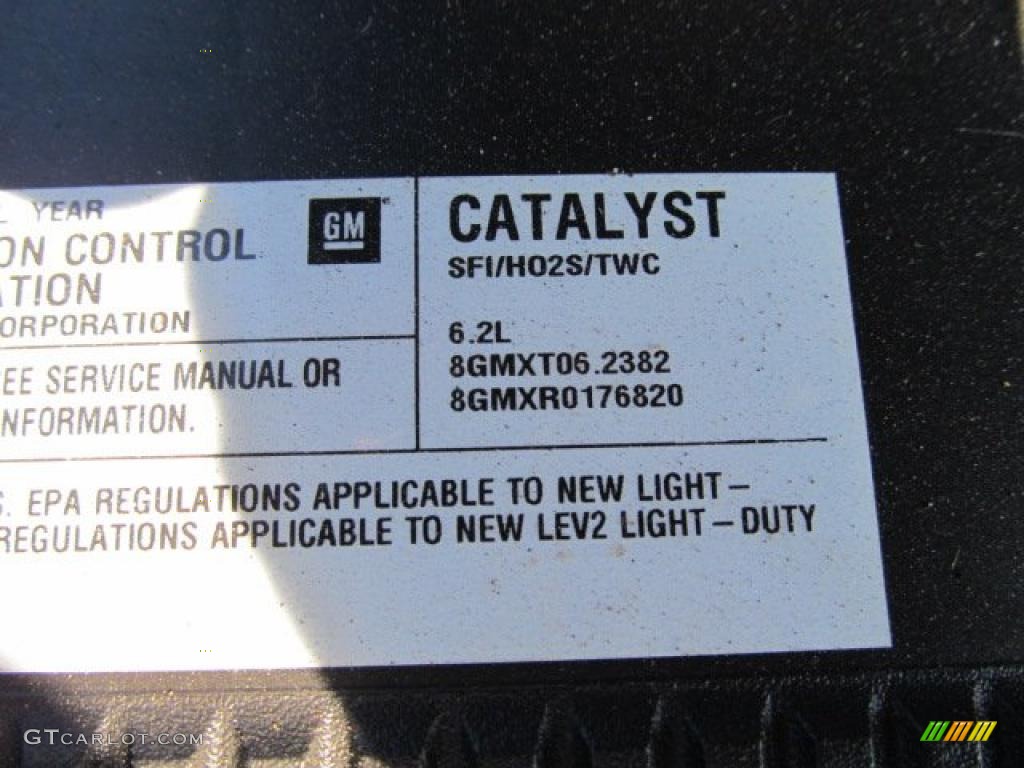 YEAR
ON CONTROL
ATION
ORPORATION
GM
CATALYST
SFI/HO2S/TWC
6.2L
8GMXT06.2382
8GMXR0176820
EE SERVICE MANUAL OR
NFORMATION.
S. EPA REGULATIONS APPLICABLE TO NEW LIGHT-
REGULATIONS APPLICABLE TO NEW LEV2 LIGHT-DUTY
GTCARLOT.COM